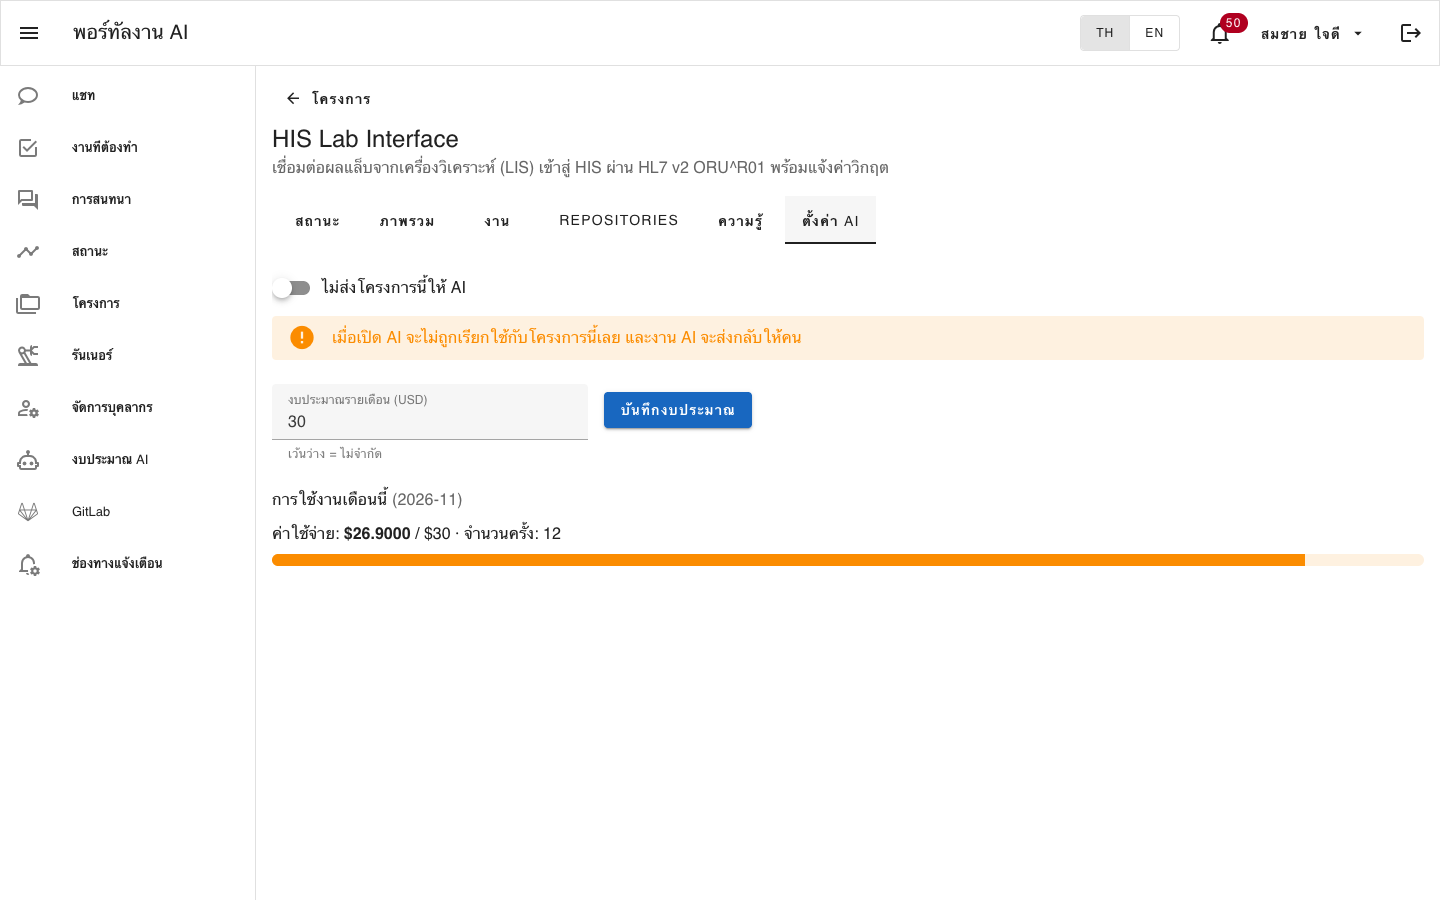 พอร์ทัลงาน AI
TH EN
50
สมชาย ใจดี
แชท
งานที่ต้องทำ
การสนทนา
สถานะ
โครงการ
รันเนอร์
จัดการบุคลากร
งบประมาณ AI
GitLab
ช่องทางแจ้งเตือน
โครงการ
HIS Lab Interface
เชื่อมต่อผลแล็บจากเครื่องวิเคราะห์ (LIS) เข้าสู่ HIS ผ่าน HL7 v2 ORU^R01 พร้อมแจ้งค่าวิกฤต
สถานะ ภาพรวม งาน REPOSITORIES ความรู้ ตั้งค่า AI
ไม่ส่งโครงการนี้ให้ AI
เมื่อเปิด AI จะไม่ถูกเรียกใช้กับโครงการนี้เลย และงาน AI จะส่งกลับให้คน
งบประมาณรายเดือน (USD)
30
บันทึกงบประมาณ
เว้นว่าง = ไม่จำกัด
การใช้งานเดือนนี้ (2026-11)
ค่าใช้จ่าย: $26.9000 / $30 · จำนวนครั้ง: 12